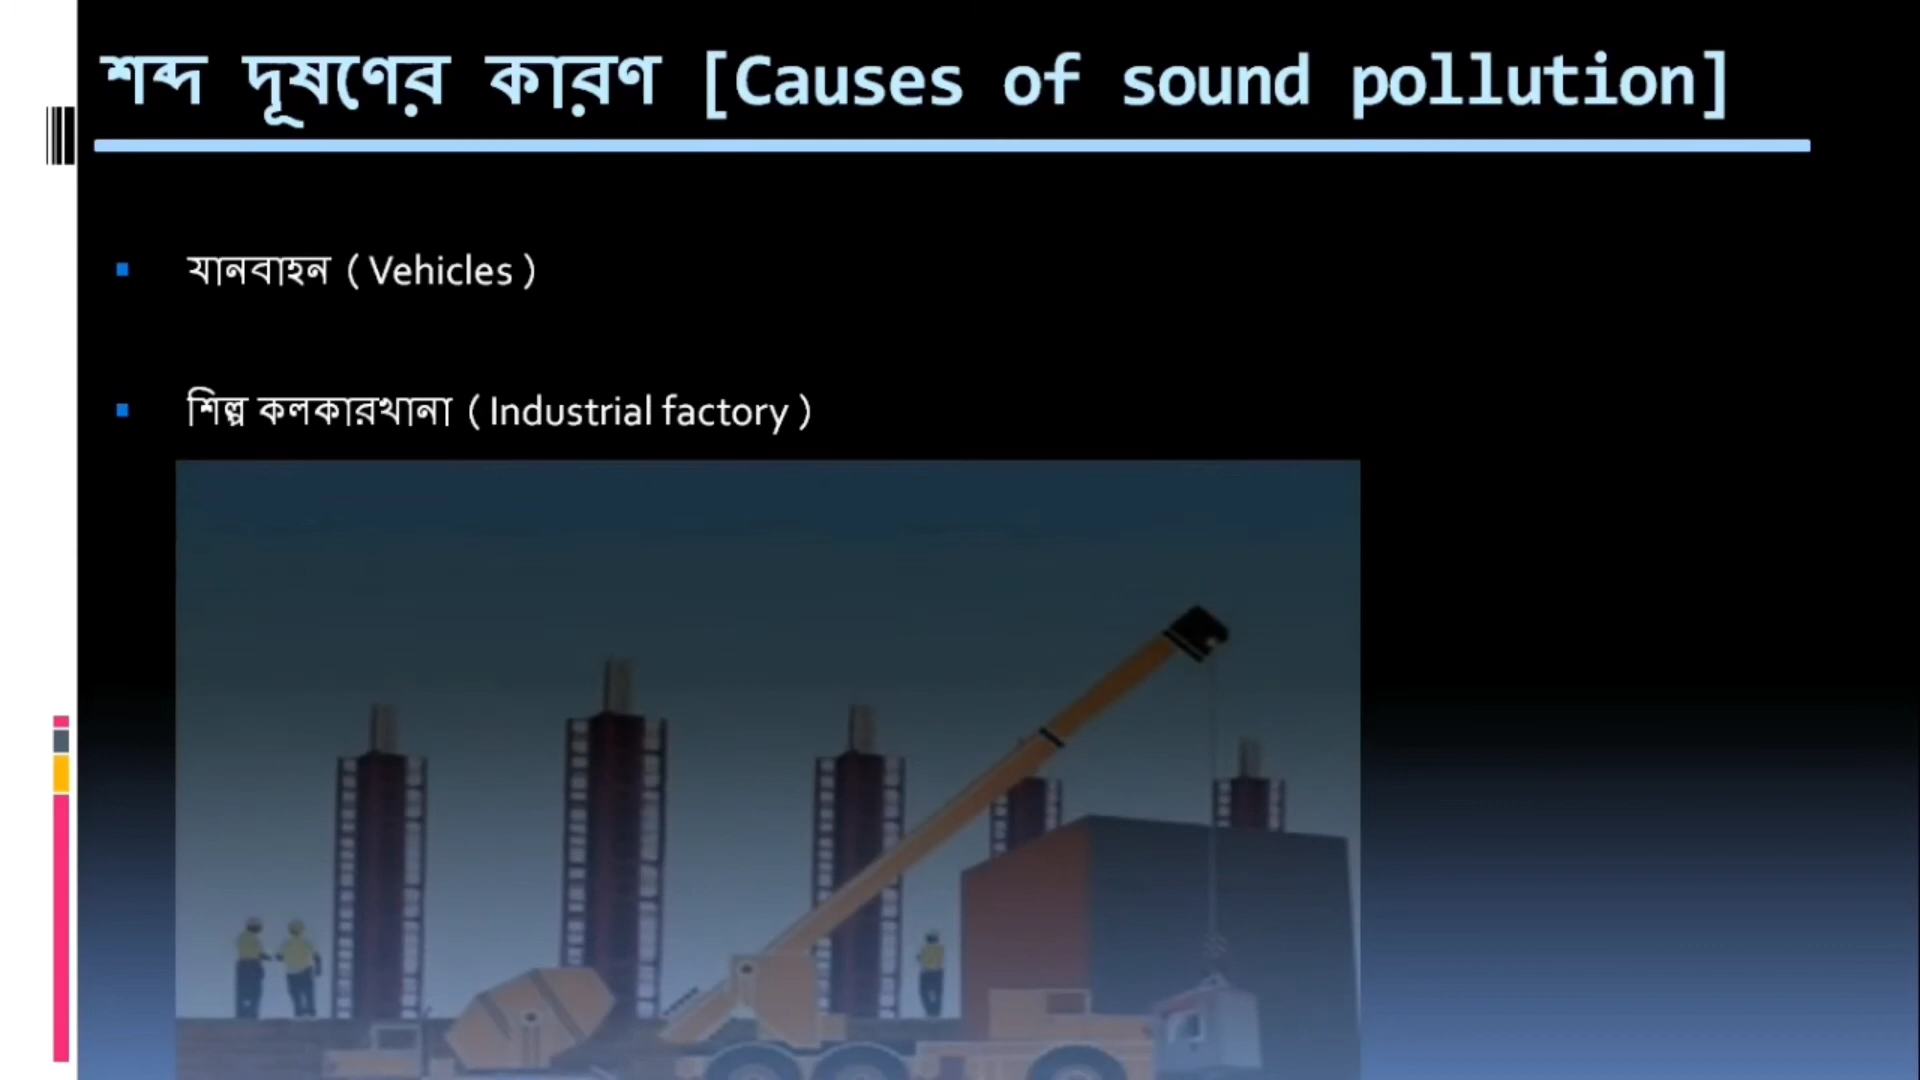 শব্দ দূষণের কারণ [Causes of sound pollution]
যানবাহন ( Vehicles )
শিল্প কলকারখানা ( Industrial factory )